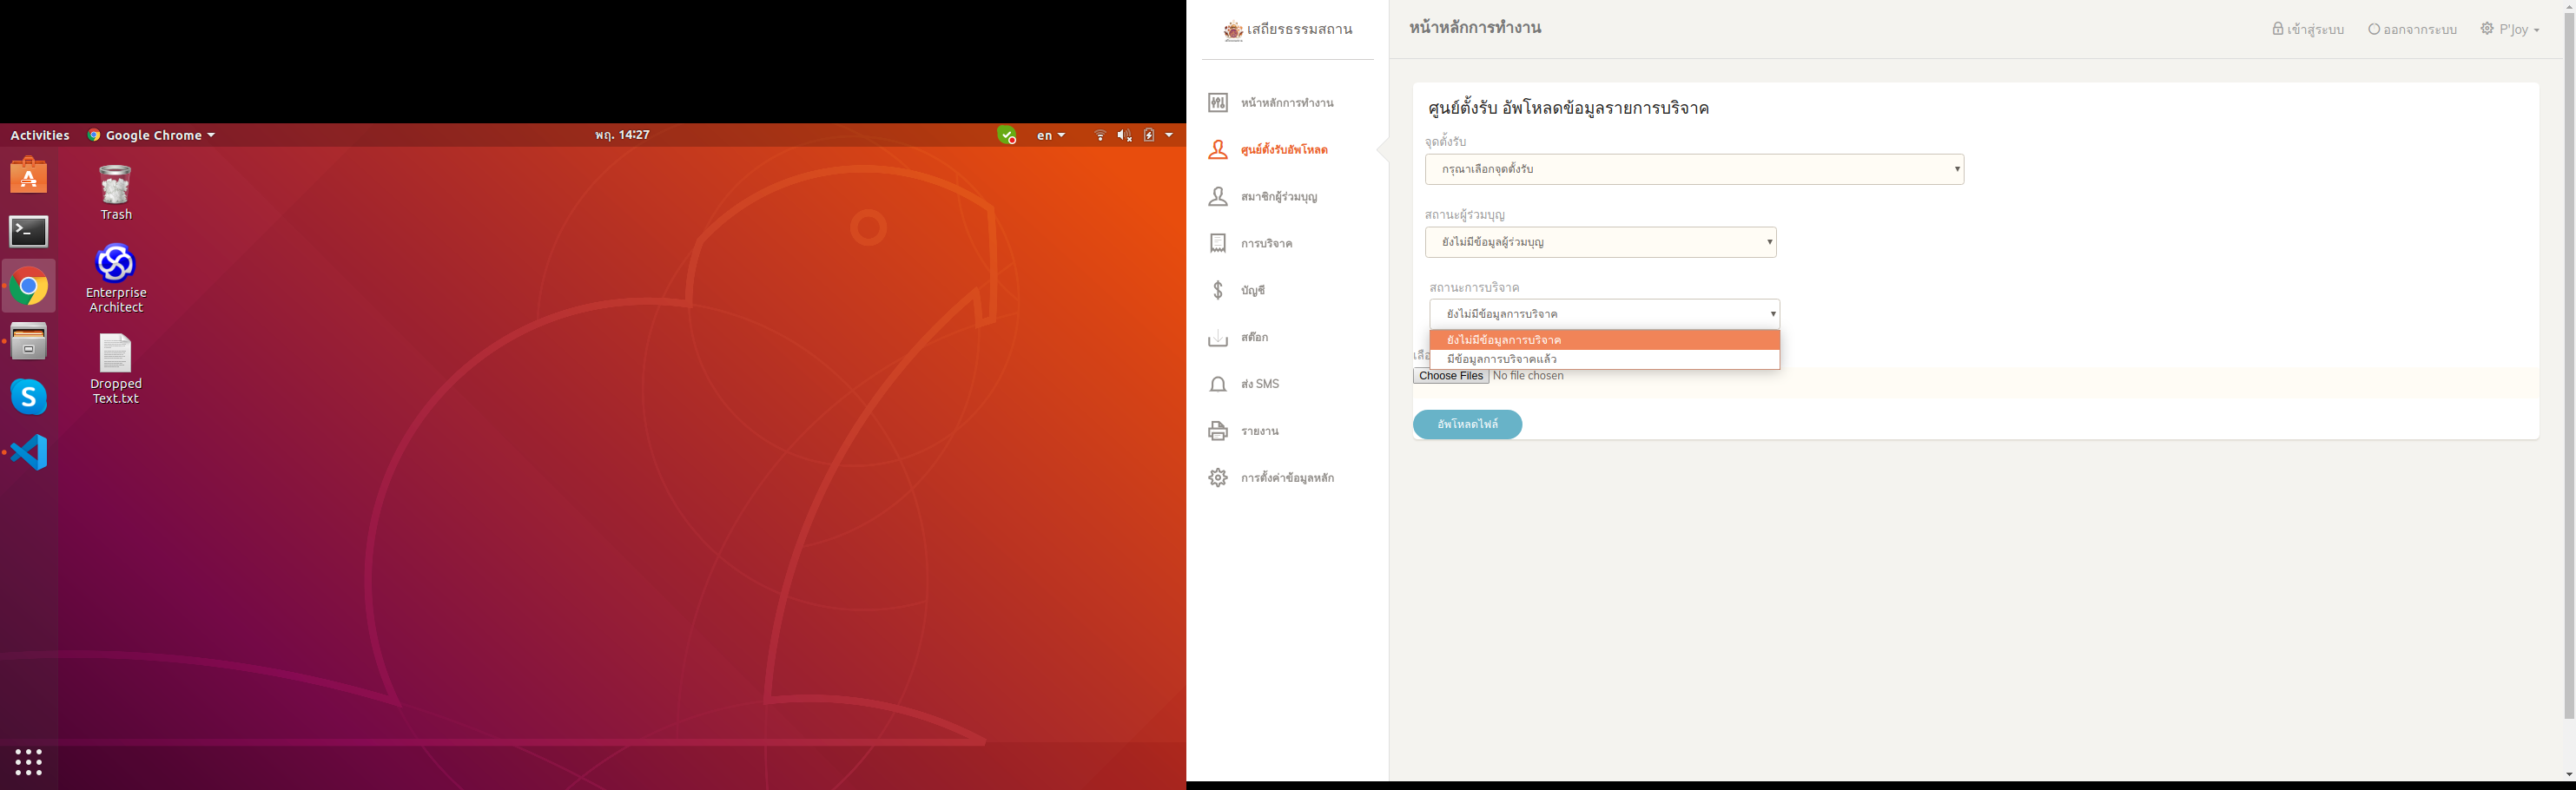 Activities
Google Chrome
พฤ. 14:27
en
Trash
Enterprise
Architect
Dropped
Text.txt
เสถียรธรรมสถาน
หน้าหลักการทำงาน
ศูนย์ตั้งรับอัพโหลด
สมาชิกผู้ร่วมบุญ
การบริจาค
บัญชี
สต๊อก
ส่ง SMS
รายงาน
การตั้งค่าข้อมูลหลัก
หน้าหลักการทำงาน
เข้าสู่ระบบ
ออกจากระบบ
P'Joy
ศูนย์ตั้งรับ อัพโหลดข้อมูลรายการบริจาค
จุดตั้งรับ
กรุณาเลือกจุดตั้งรับ
สถานะผู้ร่วมบุญ
ยังไม่มีข้อมูลผู้ร่วมบุญ
สถานะการบริจาค
ยังไม่มีข้อมูลการบริจาค
ยังไม่มีข้อมูลการบริจาค
มีข้อมูลการบริจาคแล้ว
Choose Files No file chosen
อัพโหลดไฟล์